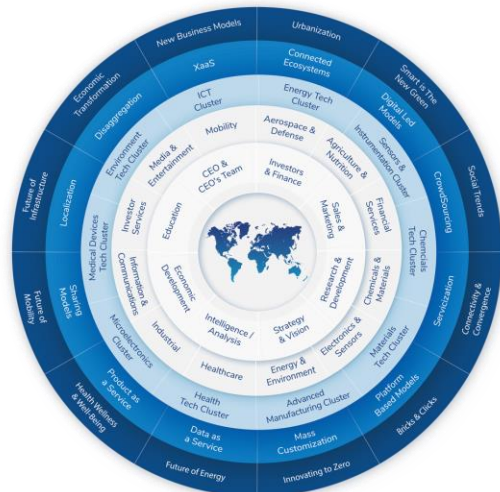 New Business Models
Urbanization
Smart is The
New Green
Social Trends
Connectivity &
Convergence
Bricks & Clicks
Innovating to Zero
Future of Energy
Health Wellness
& Well-Being
Future of
Mobility
Future of
Infrastructure
Economic
Transformation
XaaS
Connected
Ecosystems
Digital Led
Models
CrowdSourcing
Servicization
Platform
Based Models
Mass
Customization
Data as
a Service
Product as
a Service
Sharing
Models
Localization
Disaggregation
ICT
Cluster
Energy Tech
Cluster
Sensors &
Instrumentation Cluster
Chemcials
Tech Cluster
Materials
Tech Cluster
Advanced
Manufacturing Cluster
Health
Tech Cluster
Microelectronics
Cluster
Medical Devices
Tech Cluster
Environment
Tech Cluster
Mobility
Aerospace &
Defense
Agriculture &
Nutrition
Financial
Services
Chemicals &
Materials
Electronics &
Sensors
Energy &
Environment
Healthcare
Industrial
Information &
Communications
Investor
Services
Media &
Entertainment
CEO &
CEO's Team
Investors
& Finance
Sales &
Marketing
Research &
Development
Strategy
& Vision
Intelligence /
Analysis
Economic
Development
Education